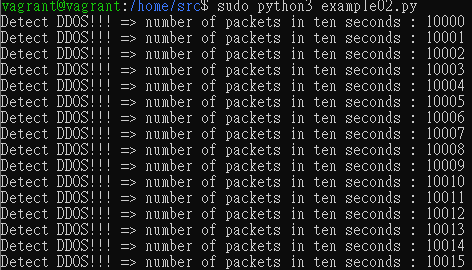 vagrant@vagrant:/home/src$ sudo python3 example02.py
Detect DDOS!!! => number of packets in ten seconds : 10000
Detect DDOS!!! => number of packets in ten seconds : 10001
Detect DDOS!!! => number of packets in ten seconds : 10002
Detect DDOS!!! => number of packets in ten seconds : 10003
Detect DDOS!!! => number of packets in ten seconds : 10004
Detect DDOS!!! => number of packets in ten seconds : 10005
Detect DDOS!!! => number of packets in ten seconds : 10006
Detect DDOS!!! => number of packets in ten seconds : 10007
Detect DDOS!!! => number of packets in ten seconds : 10008
Detect DDOS!!! => number of packets in ten seconds : 10009
Detect DDOS!!! => number of packets in ten seconds : 10010
Detect DDOS!!! => number of packets in ten seconds : 10011
Detect DDOS!!! => number of packets in ten seconds : 10012
Detect DDOS!!! => number of packets in ten seconds : 10013
Detect DDOS!!! => number of packets in ten seconds : 10014
Detect DDOS!!! => number of packets in ten seconds : 10015